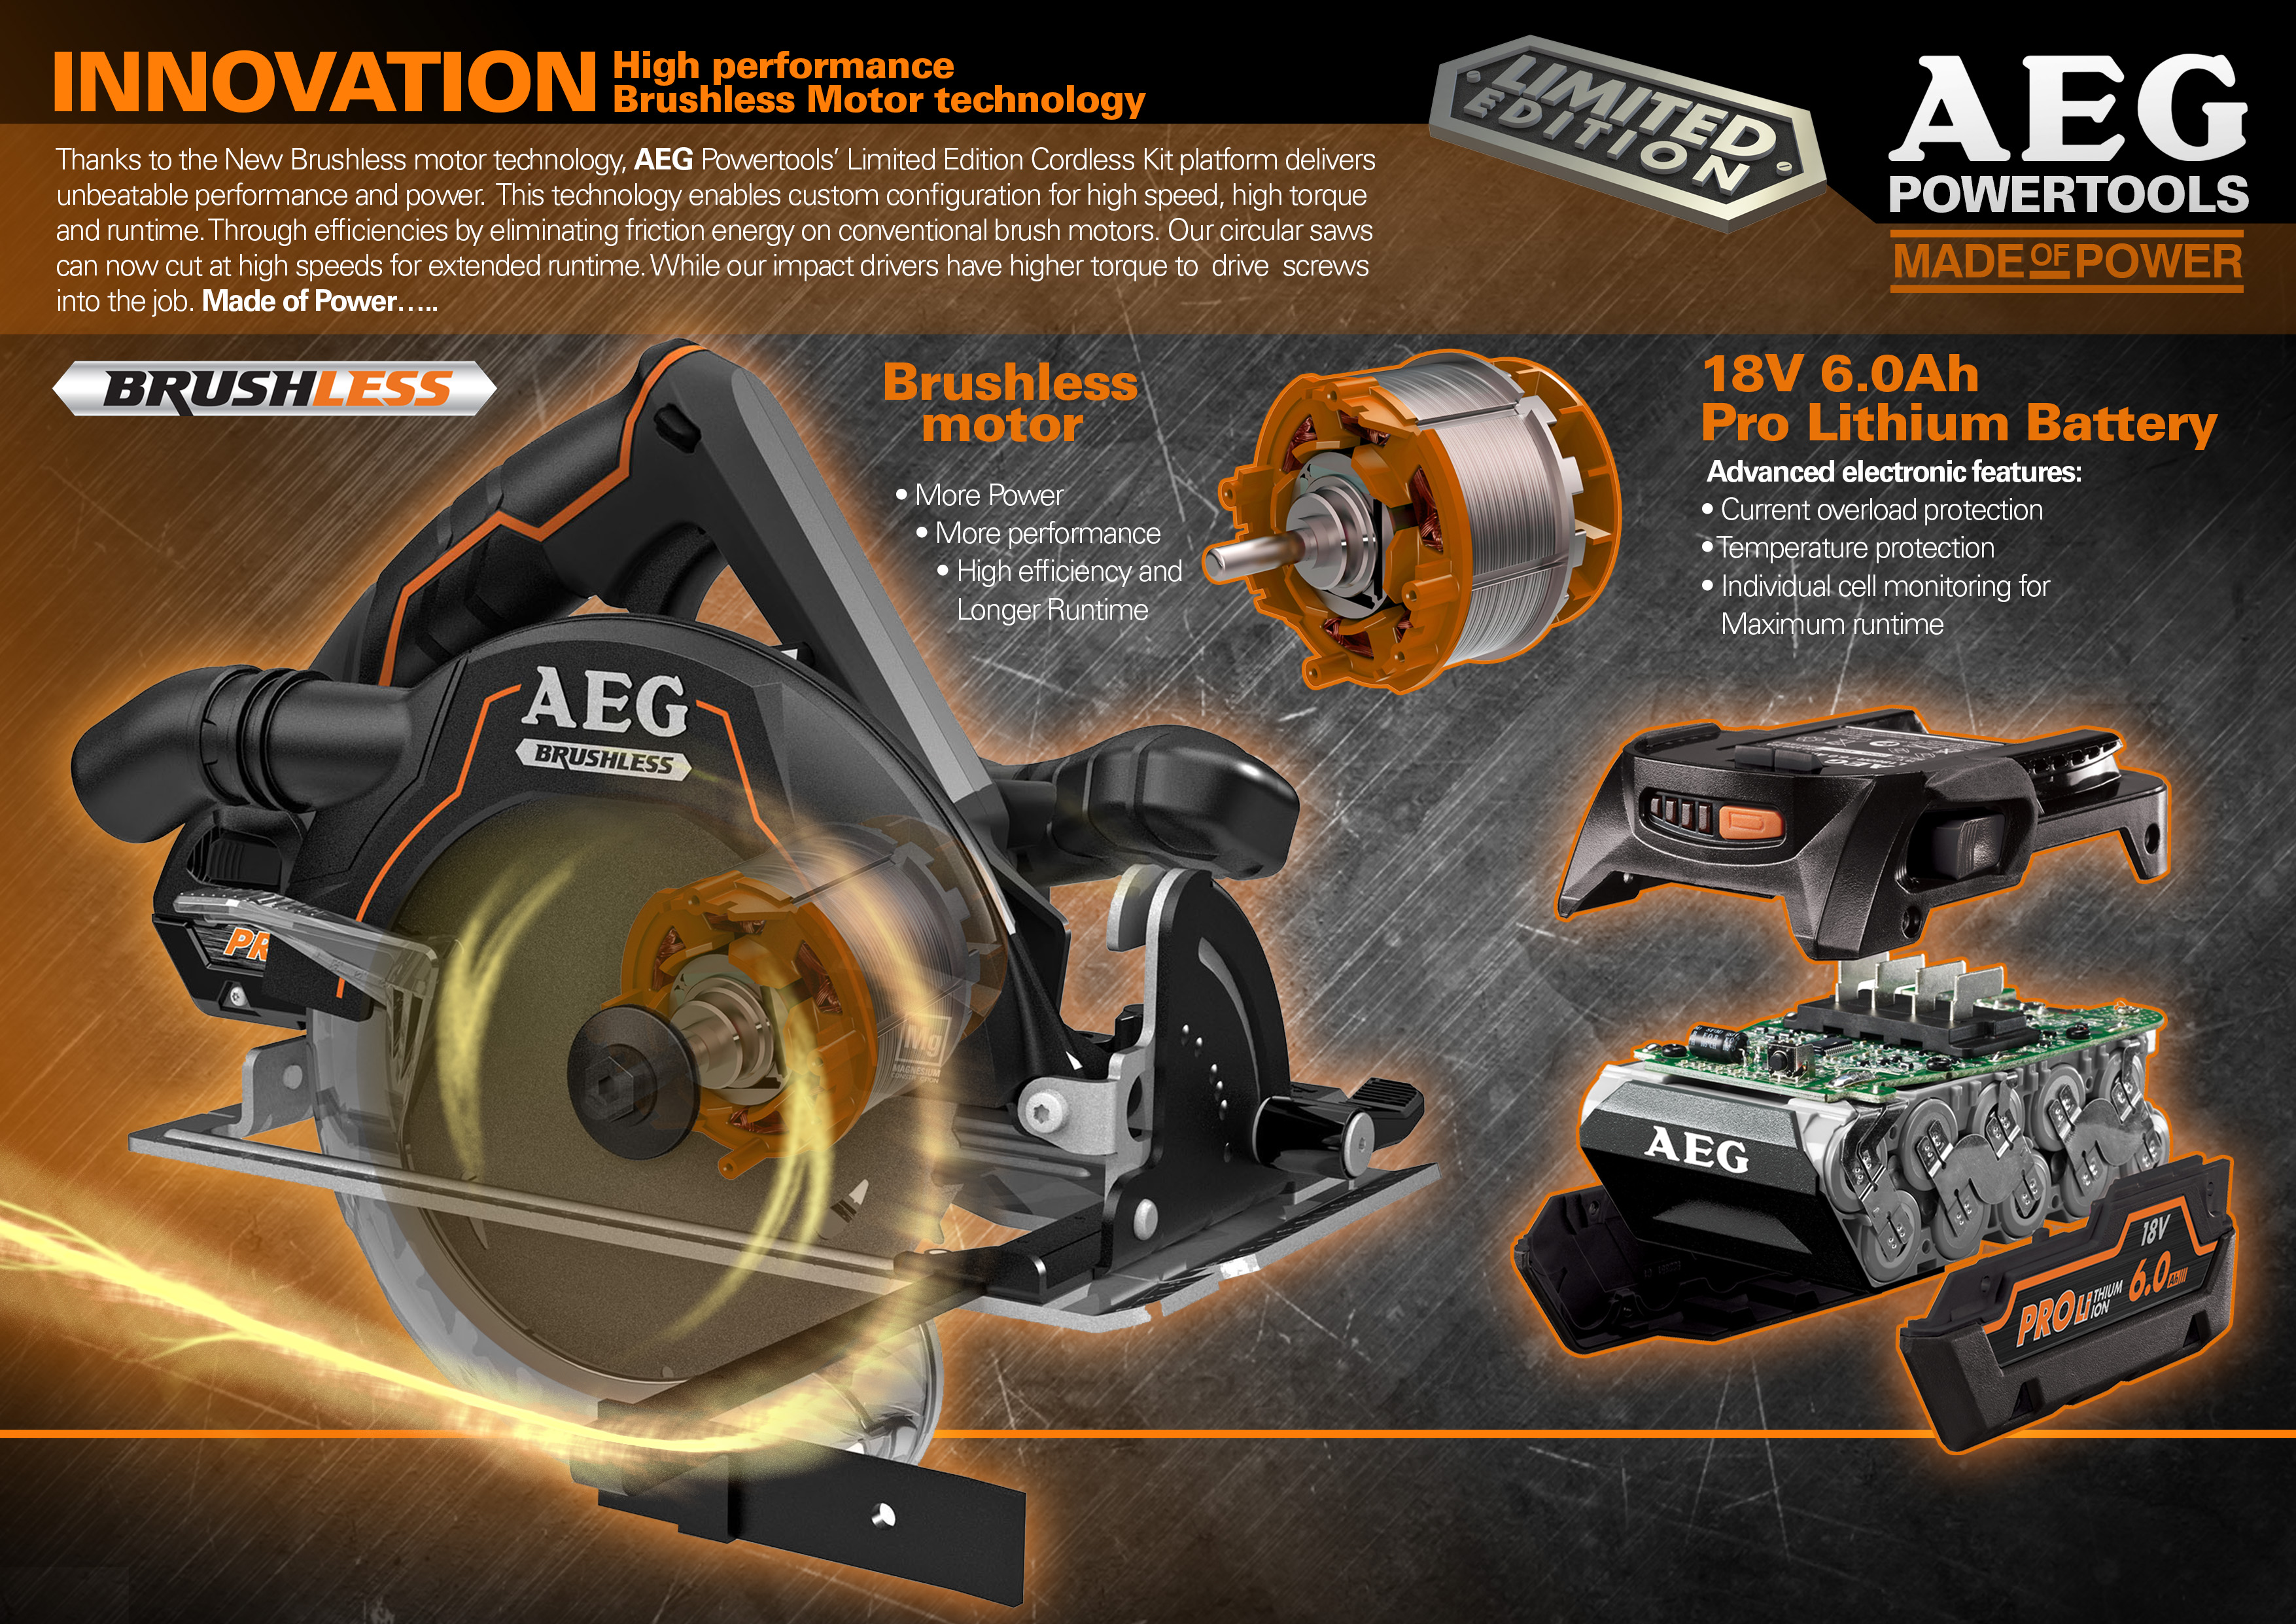 INNOVATION High performance
Brushless Motor technology
LIMITED
EDITION
AEG
POWERTOOLS
MADE OF POWER
Thanks to the New Brushless motor technology, AEG Powertools’ Limited Edition Cordless Kit platform delivers
unbeatable performance and power. This technology enables custom configuration for high speed, high torque
and runtime. Through efficiencies by eliminating friction energy on conventional brush motors. Our circular saws
can now cut at high speeds for extended runtime. While our impact drivers have higher torque to drive screws
into the job. Made of Power.....
BRUSHLESS
Brushless
motor
• More Power
• More performance
• High efficiency and
Longer Runtime
18V 6.0Ah
Pro Lithium Battery
Advanced electronic features:
• Current overload protection
• Temperature protection
• Individual cell monitoring for
Maximum runtime
AEG
BRUSHLESS
PR
Mg
MAGNESIUM
AEG
AEG
18V
PRO LiTHIUM ION 6.0 Ah